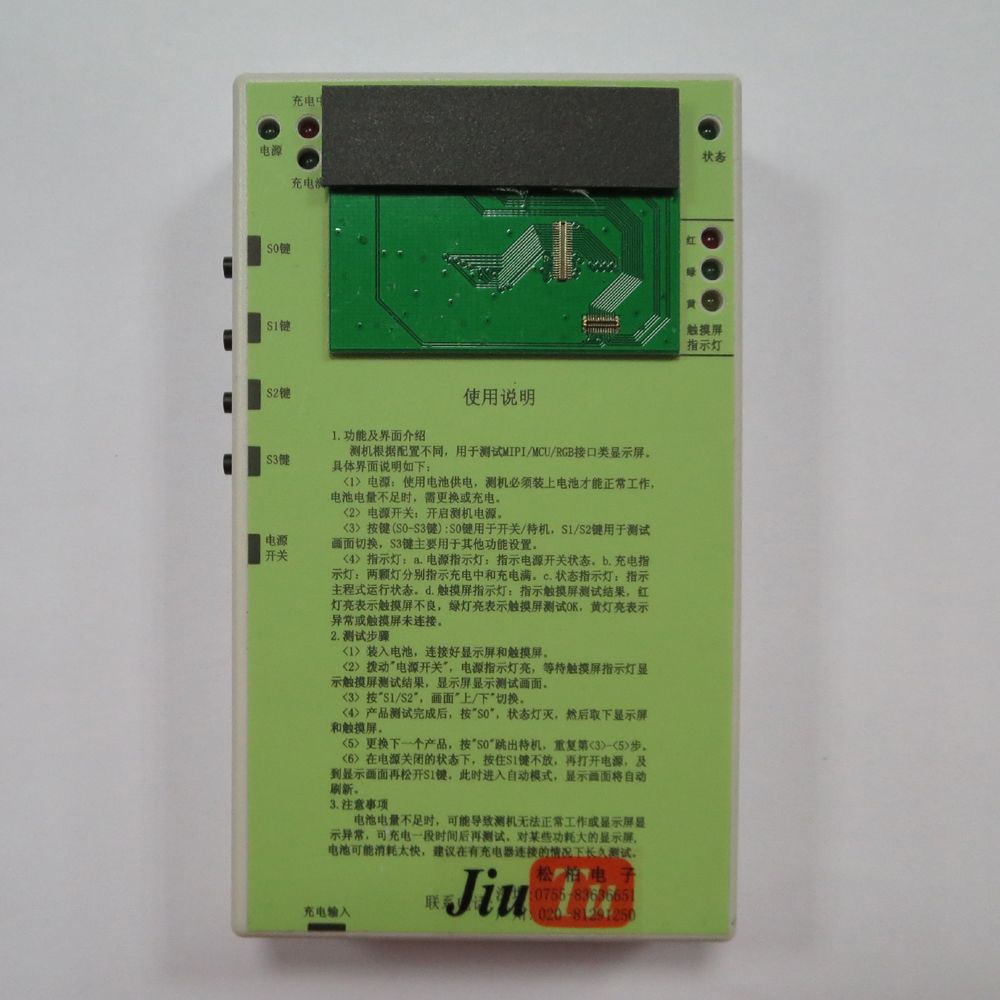 充电中
电源
充电满
状态
S0键
红
绿
黄
触摸屏
指示灯
S1键
S2键
S3键
电源
开关
使用说明
1.功能及界面介绍
测机根据配置不同，用于测试MIPI/MCU/RGB接口类显示屏。
具体界面说明如下：
<1> 电源：使用电池供电，测机必须装上电池才能正常工作，
电池电量不足时，需更换或充电。
<2> 电源开关：开启测机电源。
<3> 按键(S0-S3键)：S0键用于开关/待机，S1/S2键用于测试
画面切换，S3键主要用于其他功能设置。
<4> 指示灯：a.电源指示灯：指示电源开关状态。b.充电指
示灯：两颗灯分别指示充电中和充电满。c.状态指示灯：指示
主程式运行状态。d.触摸屏指示灯：指示触摸屏测试结果，红
灯亮表示触摸屏不良，绿灯亮表示触摸屏测试OK，黄灯亮表示
异常或触摸屏未连接。
2.测试步骤
<1> 装入电池，连接好显示屏和触摸屏。
<2> 拨动"电源开关"，电源指示灯亮，等待触摸屏指示灯显
示触摸屏测试结果，显示屏显示测试画面。
<3> 按"S1/S2"，画面"上/下"切换。
<4> 产品测试完成后，按"S0"，状态灯灭，然后取下显示屏
和触摸屏。
<5> 更换下一个产品，按"S0"跳出待机，重复第<3>-<5>步。
<6> 在电源关闭的状态下，按住S1键不放，再打开电源，及
到显示画面再松开S1键。此时进入自动模式，显示画面将自动
刷新。
3.注意事项
电池电量不足时，可能导致测机无法正常工作或显示屏显
示异常，可充电一段时间后再测试。对某些功耗大的显示屏，
电池可能消耗太快，建议在有充电器连接的情况下长久测试。
松柏电子
0755-83636651
联系电话
020-81291250
JiuTu
充电输入